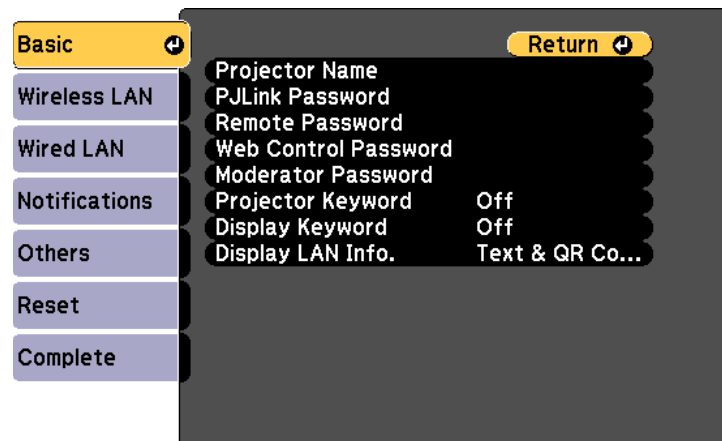 Basic
Wireless LAN
Wired LAN
Notifications
Others
Reset
Complete
Return
Projector Name
PJLink Password
Remote Password
Web Control Password
Moderator Password
Projector Keyword Off
Display Keyword Off
Display LAN Info. Text & QR Co...